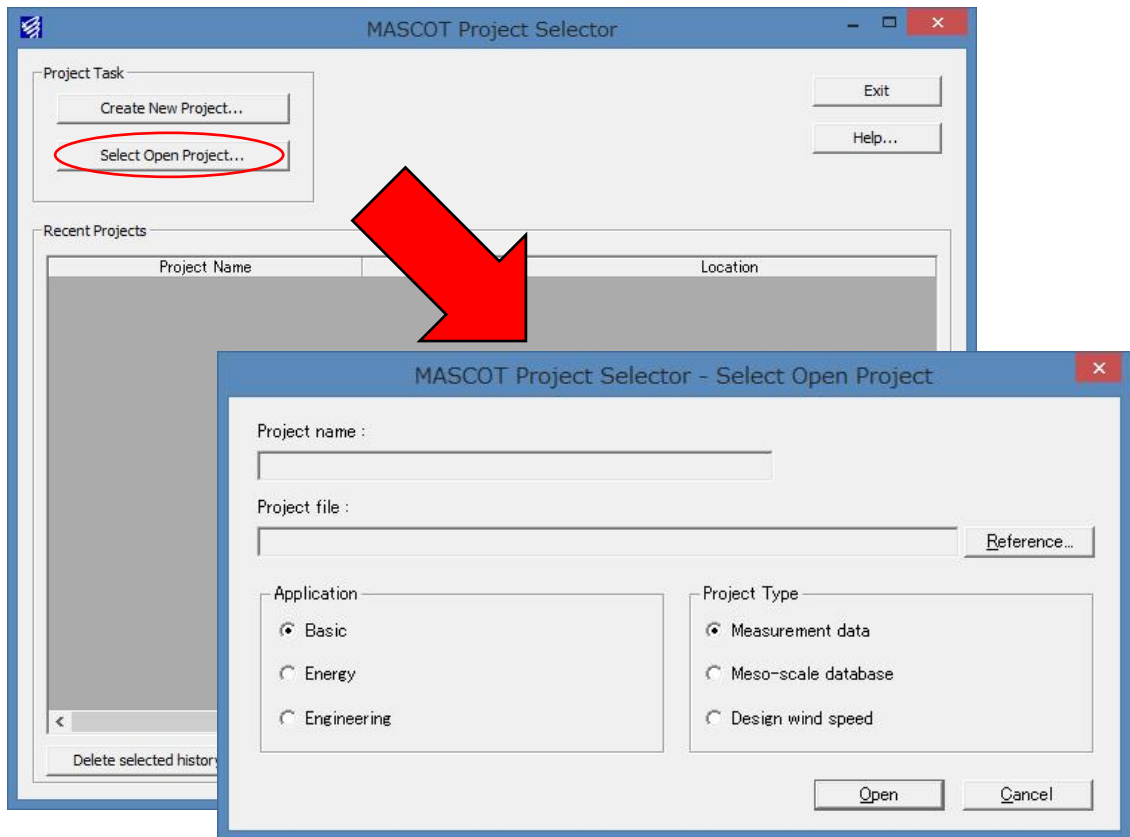 MASCOT Project Selector
Project Task
Create New Project...
Select Open Project...
Exit
Help...
Recent Projects
Project Name
Location
Delete selected history
MASCOT Project Selector - Select Open Project
Project name :
Project file :
Reference...
Application
Basic
Energy
Engineering
Project Type
Measurement data
Meso-scale database
Design wind speed
Open
Cancel